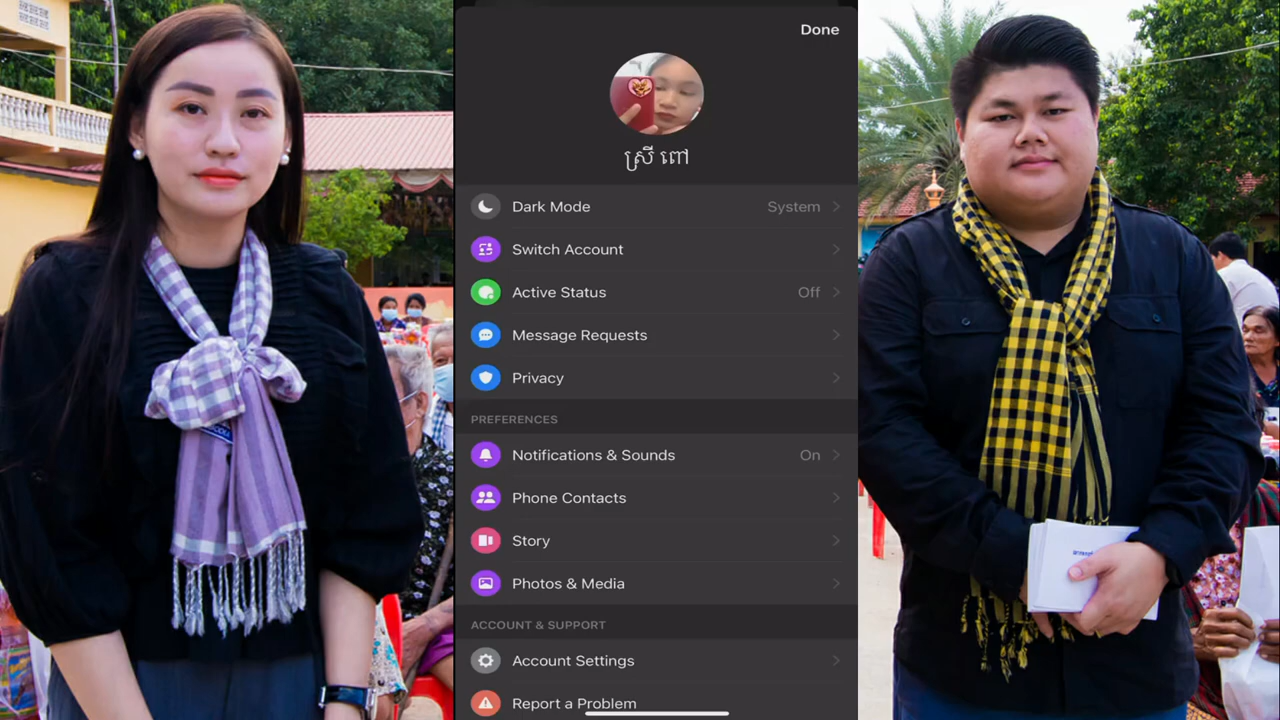 Done
ស្រី ពៅ
Dark Mode System
Switch Account
Active Status Off
Message Requests
Privacy
PREFERENCES
Notifications & Sounds On
Phone Contacts
Story
Photos & Media
ACCOUNT & SUPPORT
Account Settings
Report a Problem